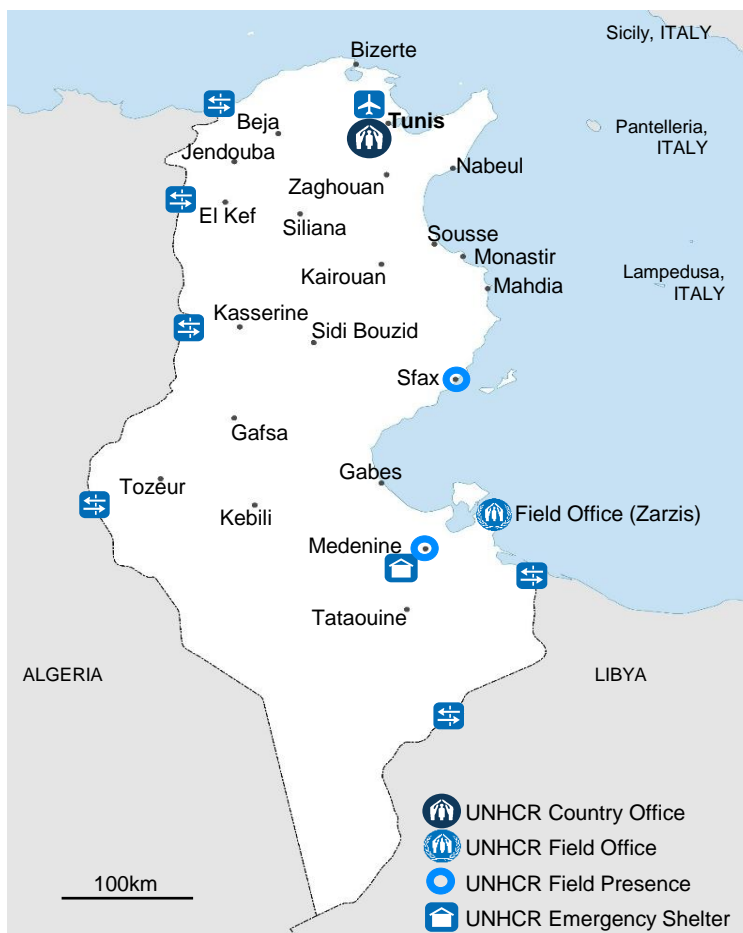 Sicily, ITALY
Bizerte
Tunis
Beja
Pantelleria,
ITALY
Jendouba
Nabeul
Zaghouan
El Kef
Siliana
Sousse
Monastir
Kairouan
Lampedusa,
ITALY
Mahdia
Kasserine
Sidi Bouzid
Sfax
Gafsa
Gabes
Tozeur
Kebili
Field Office (Zarzis)
Medenine
Tataouine
ALGERIA
LIBYA
UNHCR Country Office
UNHCR Field Office
UNHCR Field Presence
UNHCR Emergency Shelter
100km